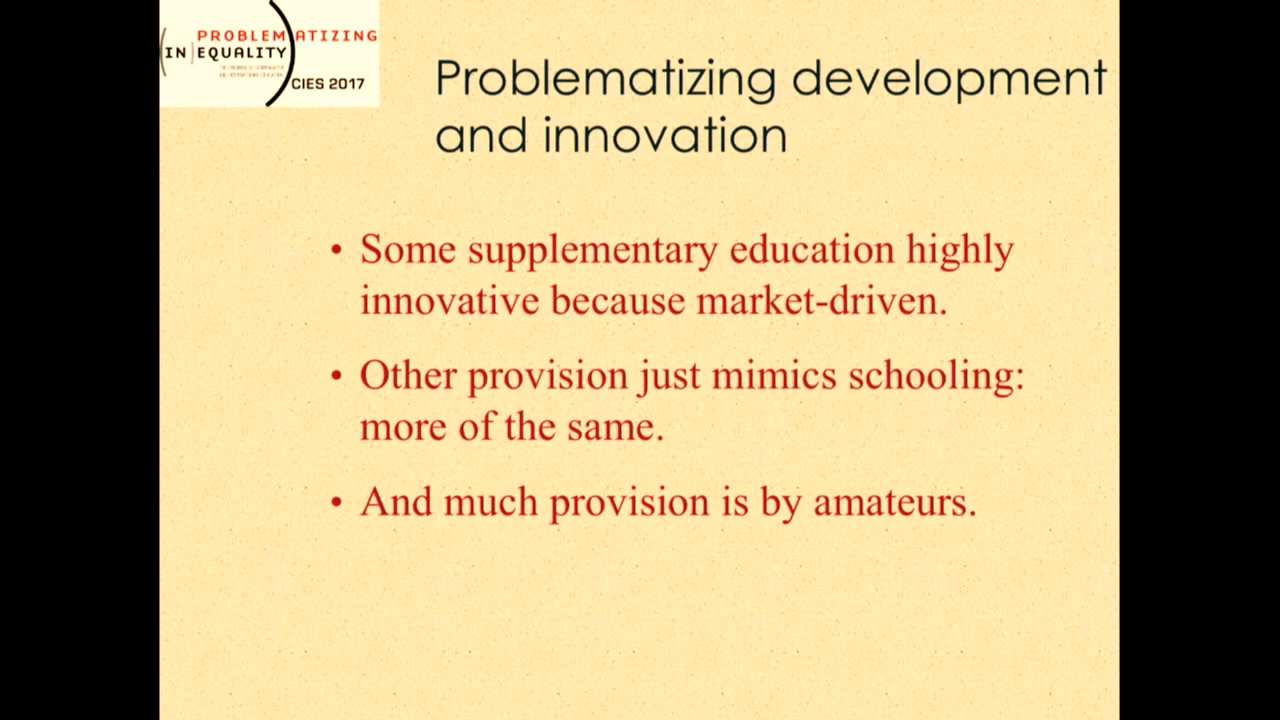 PROBLEMATIZING
(IN)EQUALITY
CIES 2017
Problematizing development
and innovation
• Some supplementary education highly
innovative because market-driven.
• Other provision just mimics schooling:
more of the same.
• And much provision is by amateurs.